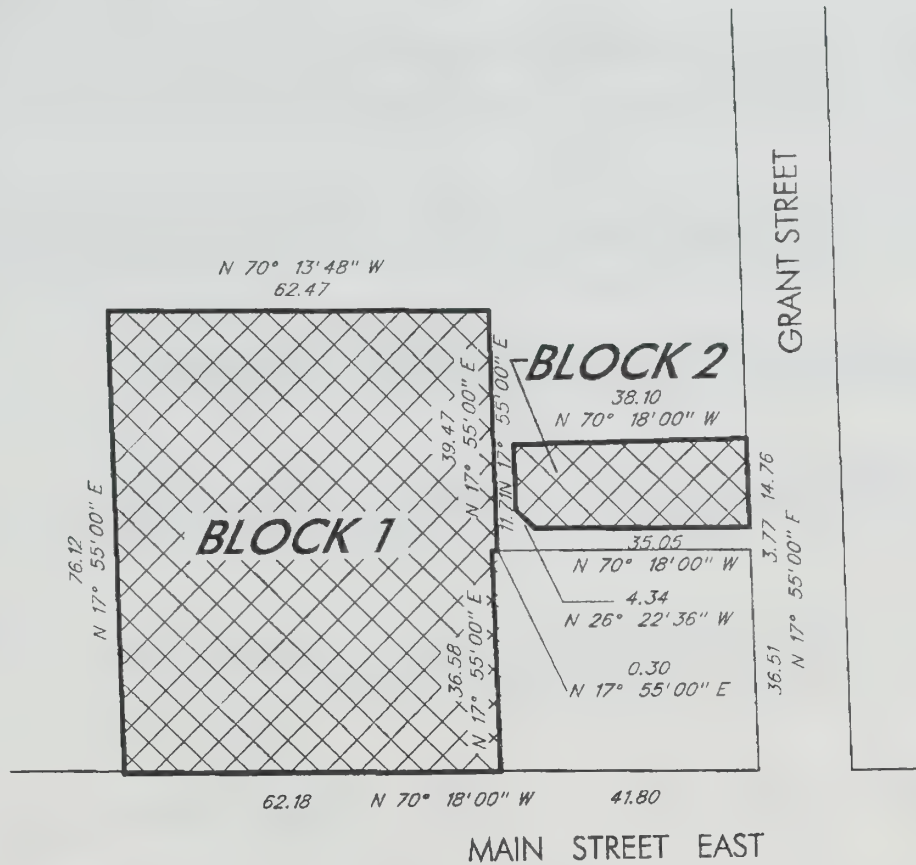 N 70° 13'48" W
62.47
GRANT STREET
BLOCK 2
38.10
N 70° 18'00" W
39.47
N 17° 55'00" E
11.71
N 17° 55'00" E
14.76
76.12
N 17° 55'00" E
BLOCK 1
35.05
N 70° 18'00" W
3.77
4.34
N 26° 22'36" W
36.58
N 17° 55'00" E
0.30
N 17° 55'00" E
36.51
N 17° 55'00" E
62.18
N 70° 18'00" W
41.80
MAIN STREET EAST